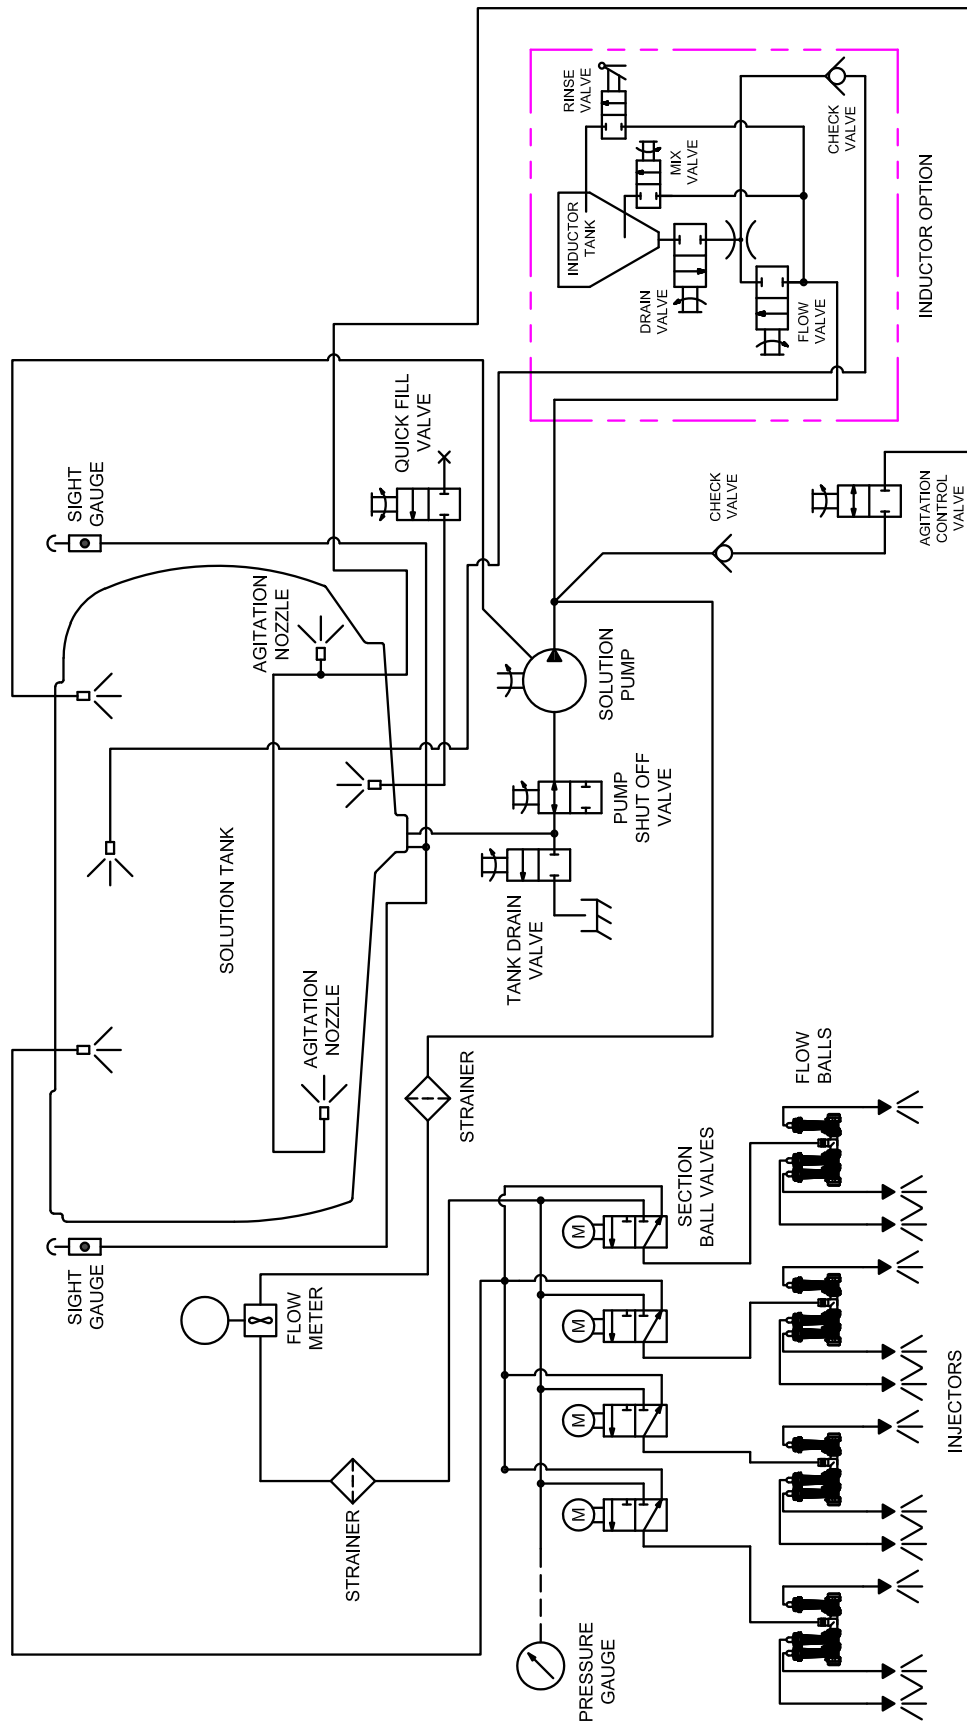 SIGHT
GAUGE
SIGHT
GAUGE
FLOW
METER
STRAINER
PRESSURE
GAUGE
SOLUTION TANK
AGITATION
NOZZLE
AGITATION
NOZZLE
QUICK FILL
VALVE
STRAINER
TANK DRAIN
VALVE
PUMP
SHUT OFF
VALVE
SOLUTION
PUMP
M
M
M
M
SECTION
BALL VALVES
FLOW
BALLS
INJECTORS
CHECK
VALVE
AGITATION
CONTROL
VALVE
RINSE
VALVE
MIX
VALVE
INDUCTOR
TANK
DRAIN
VALVE
FLOW
VALVE
CHECK
VALVE
INDUCTOR OPTION